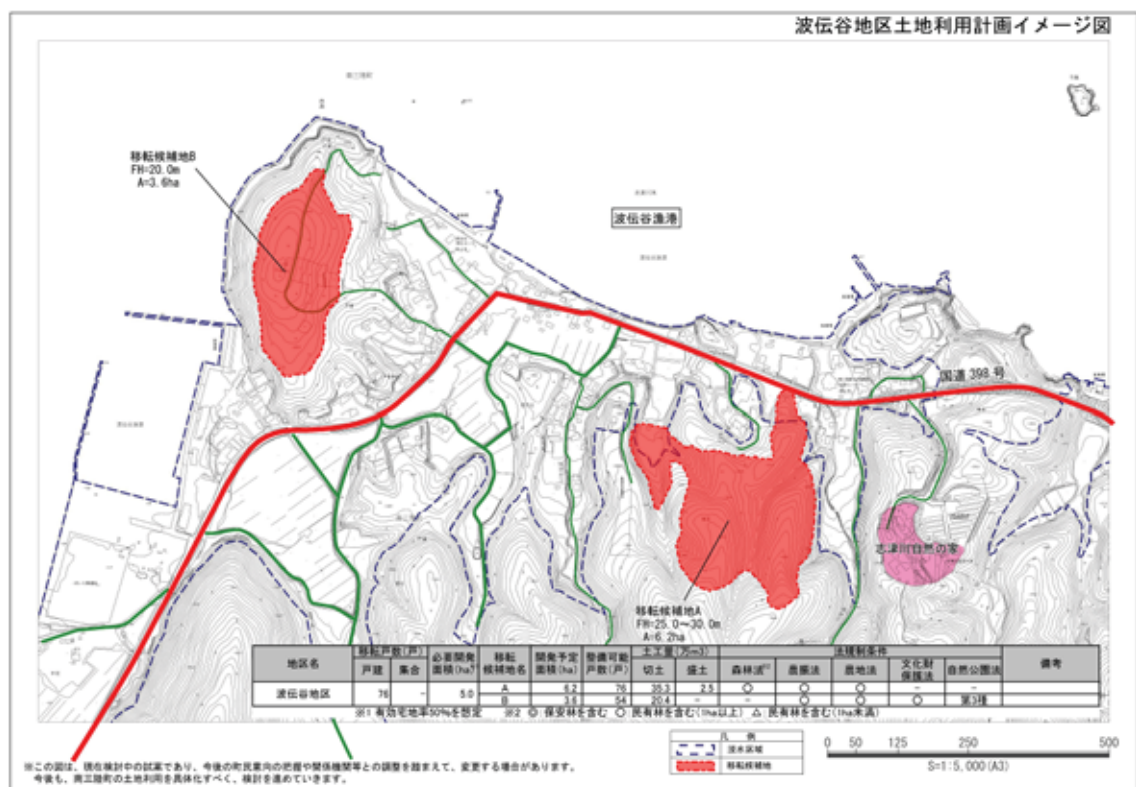 波伝谷地区土地利用計画イメージ図
移転候補地B
FH=20.0m
A=3.6ha
波伝谷漁港
国道 398 号
志津川自然の家
移転候補地A
FH=25.0～30.0m
A=6.2ha
地区名 移転戸数(戸) 必要開発面積(ha) 移転候補地名 開発予定面積(ha) 整備可能戸数(戸) 土工量(万m3) 法規制条件 備考
戸建 集合 切土 盛土 森林法※2 農振法 農地法 文化財保護法 自然公園法
波伝谷地区 76 - 5.0 A 6.2 76 35.3 2.5 ○ ○ ○ - -
B 3.6 54 20.4 - - ○ ○ ○ 第3種
※1 有効宅地率50%を想定 ※2 ◎:保安林を含む ○ 民有林を含む(1ha以上) △ 民有林を含む(1ha未満)
凡 例
浸水区域
移転候補地
0 50 125 250 375 500
S=1:5,000(A3)
※この図は、現在検討中の試案であり、今後の町民意向の把握や関係機関等との調整を踏まえて、変更する場合があります。
今後も、南三陸町の土地利用を具体化すべく、検討を進めていきます。